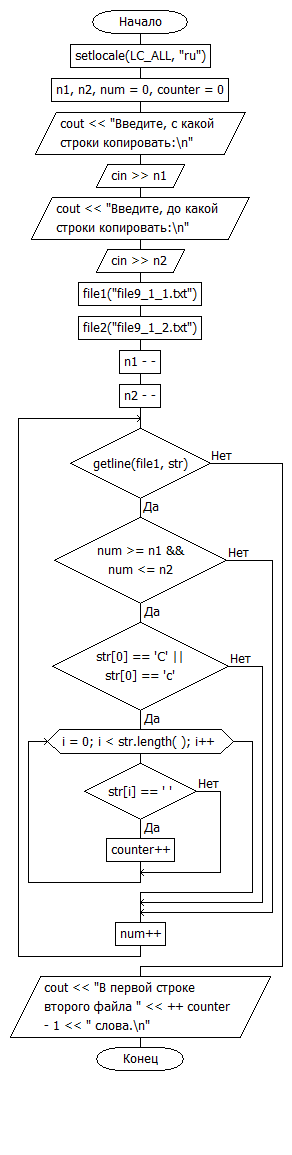 Начало
setlocale(LC_ALL, "ru")
n1, n2, num = 0, counter = 0
cout << "Введите, с какой
строки копировать:\n"
cin >> n1
cout << "Введите, до какой
строки копировать:\n"
cin >> n2
file1("file9_1_1.txt")
file2("file9_1_2.txt")
n1 - -
n2 - -
getline(file1, str)
Нет
Да
num >= n1 &&
num <= n2
Нет
Да
str[0] == 'C' ||
str[0] == 'c'
Нет
Да
i = 0; i < str.length( ); i++
str[i] == ' '
Нет
Да
counter++
num++
cout << "В первой строке
второго файла " << ++ counter
- 1 << " слова.\n"
Конец